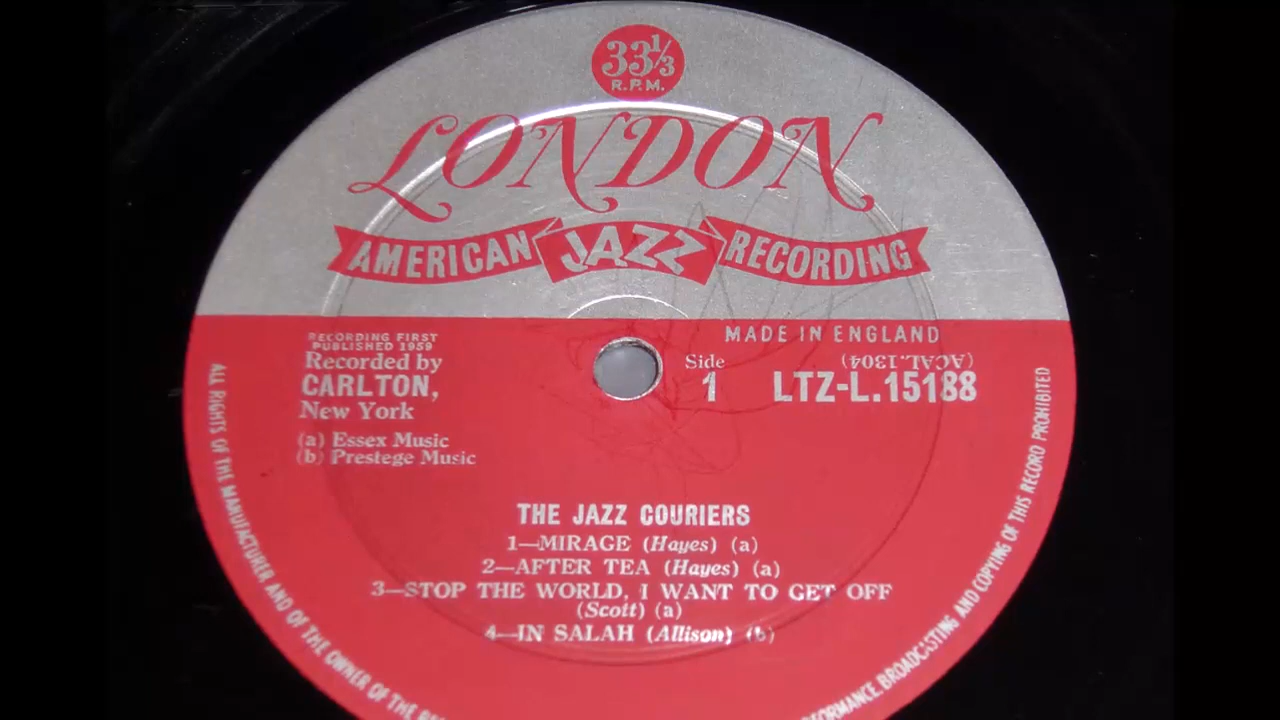 33⅓
R.P.M.
LONDON
AMERICAN JAZZ RECORDING
RECORDING FIRST
PUBLISHED 1959
Recorded by
CARLTON,
New York
(a) Essex Music
(b) Prestege Music
MADE IN ENGLAND
(ACAL.1304)
Side
1
LTZ-L.15188
THE JAZZ COURIERS
1—MIRAGE (Hayes) (a)
2—AFTER TEA (Hayes) (a)
3—STOP THE WORLD, I WANT TO GET OFF
(Scott) (a)
4—IN SALAH (Allison) (b)
ALL RIGHTS OF THE MANUFACTURER AND OF THE OWNER OF THE
BROADCASTING AND COPYING OF THIS RECORD PROHIBITED